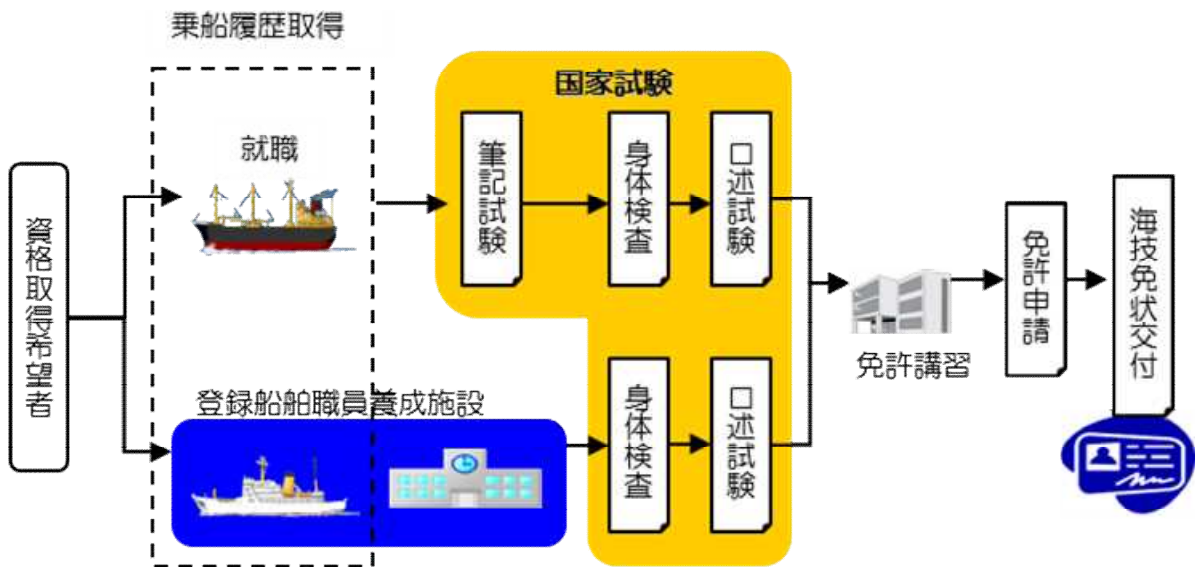 乗船履歴取得
国家試験
就職
筆記試験
身体検査
口述試験
資格取得希望者
免許講習
免許申請
海技免状交付
登録船舶職員養成施設
身体検査
口述試験